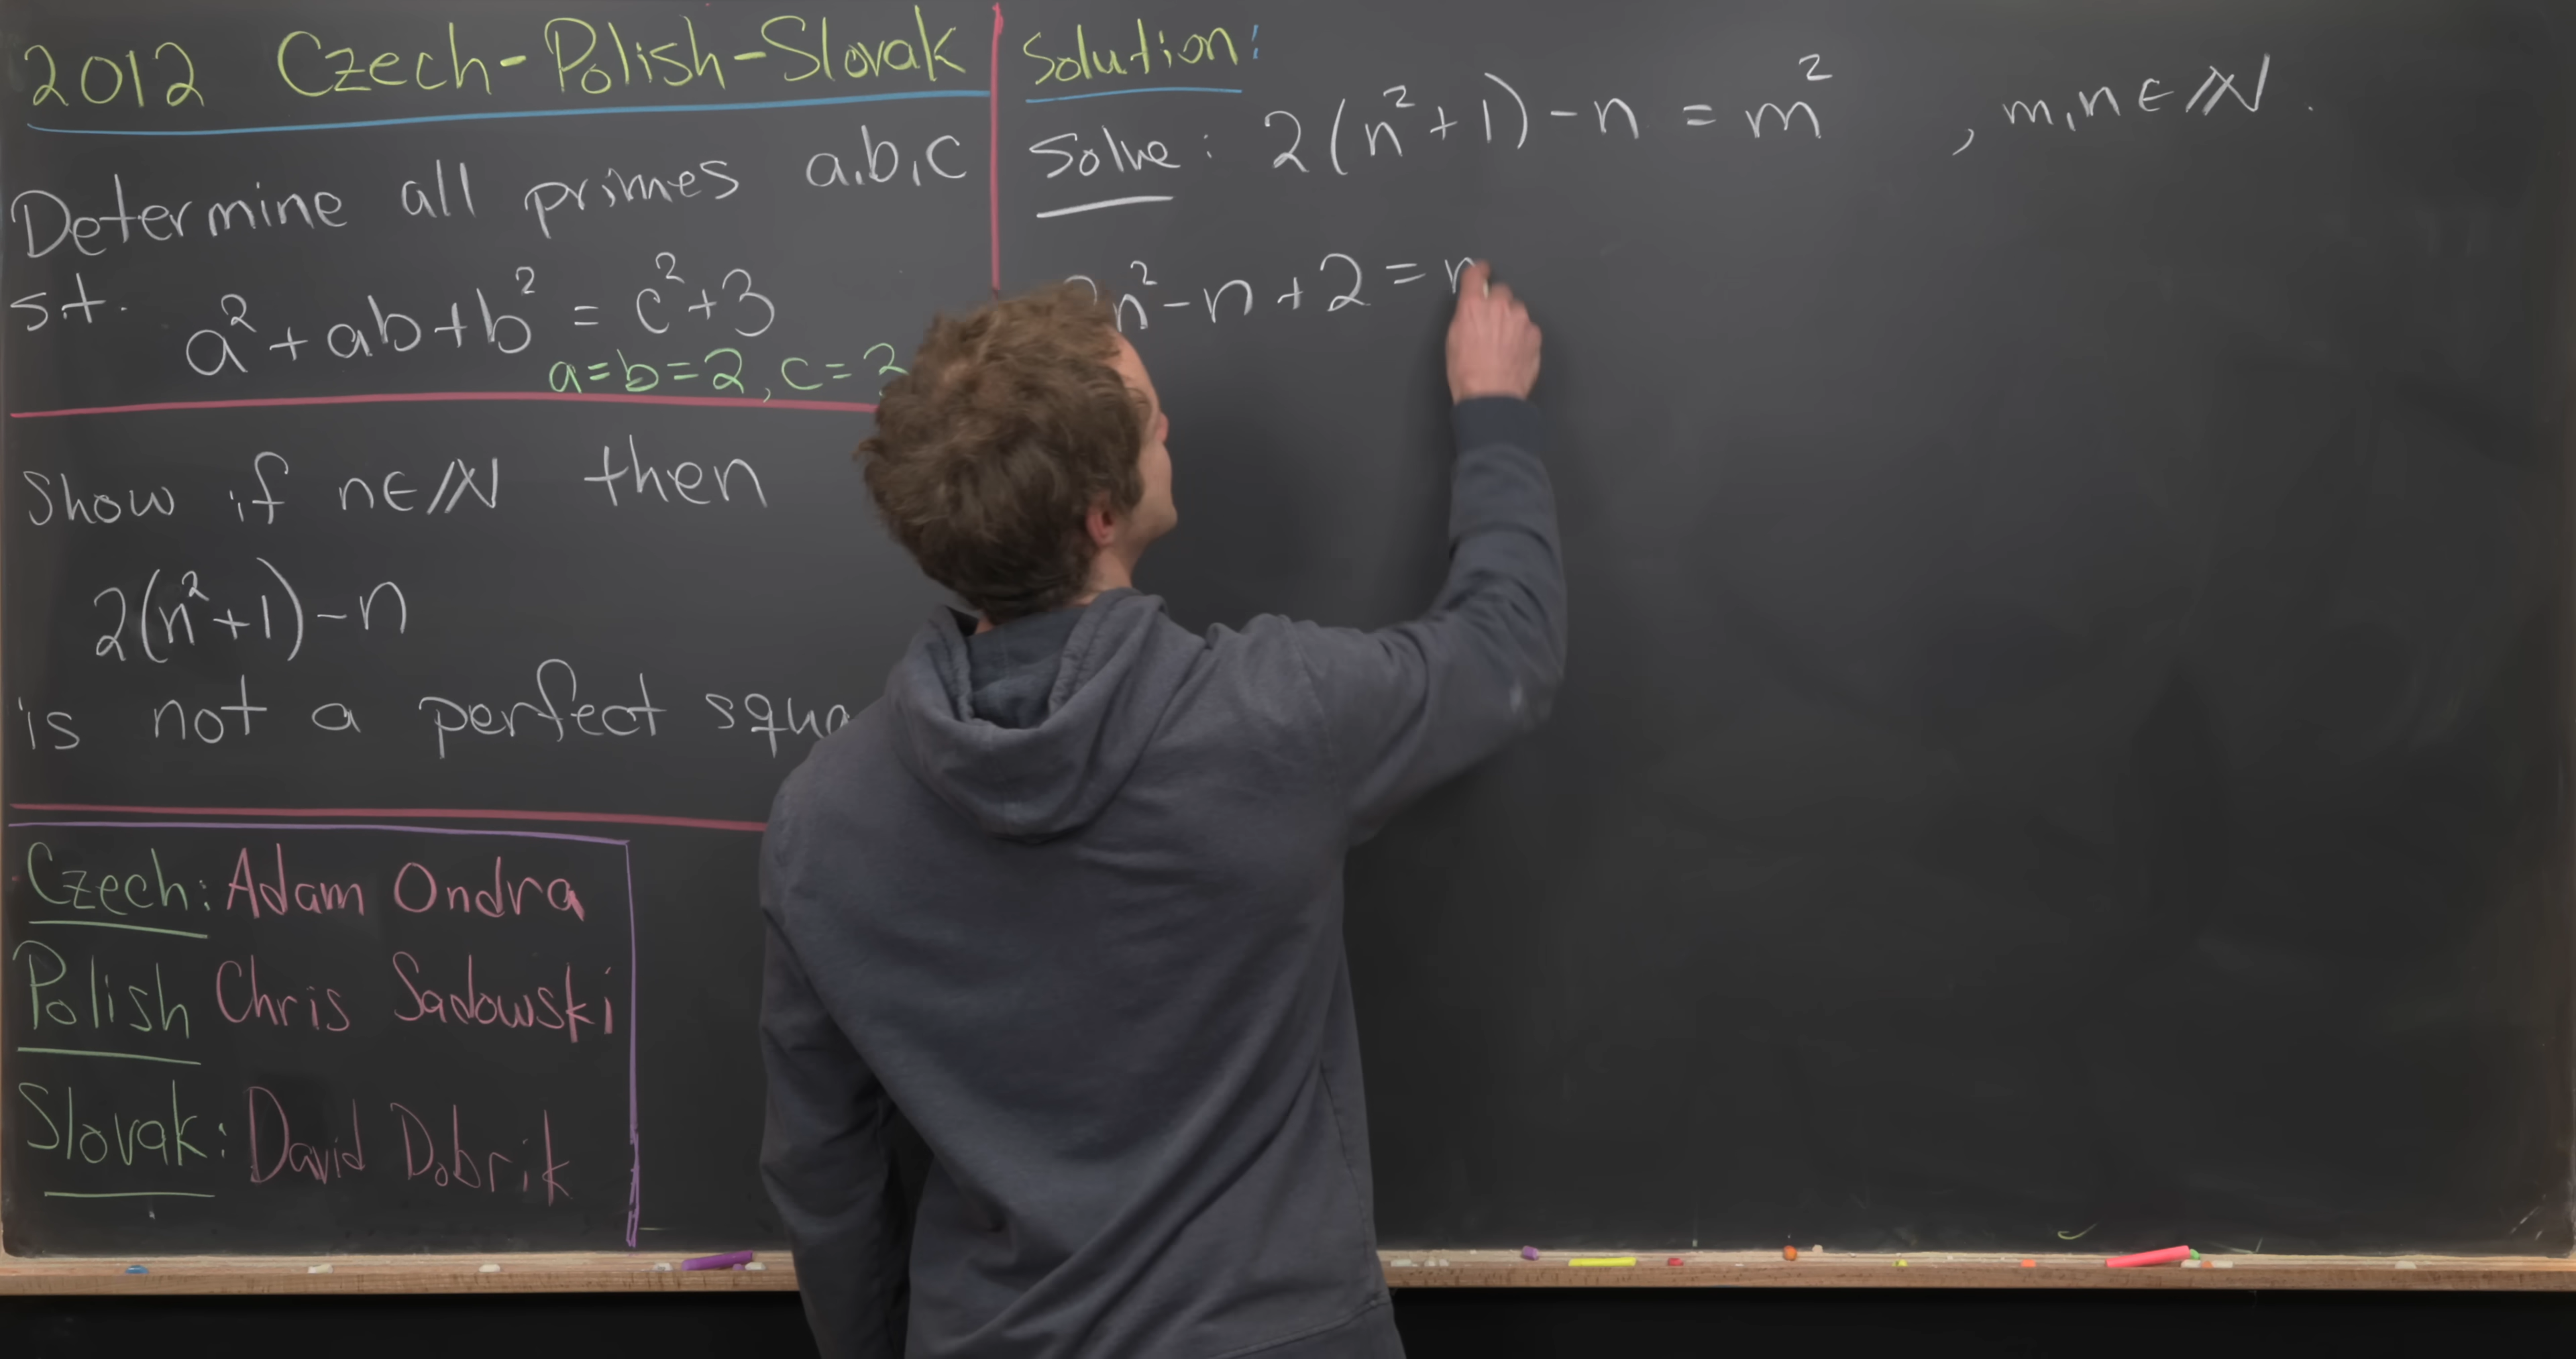 2012 Czech-Polish-Slovak
Determine all primes a,b,c
s.t. a² + ab + b² = c² + 3
a=b=2, c=3
Show if n∈ℕ then
2(n²+1)-n
is not a perfect
Czech: Adam Ondra
Polish Chris Sadowski
Slovak: David Dobrik
Solution:
Solve: 2(n²+1)-n = m² , m,n ∈ ℕ.
2n²-n+2 =